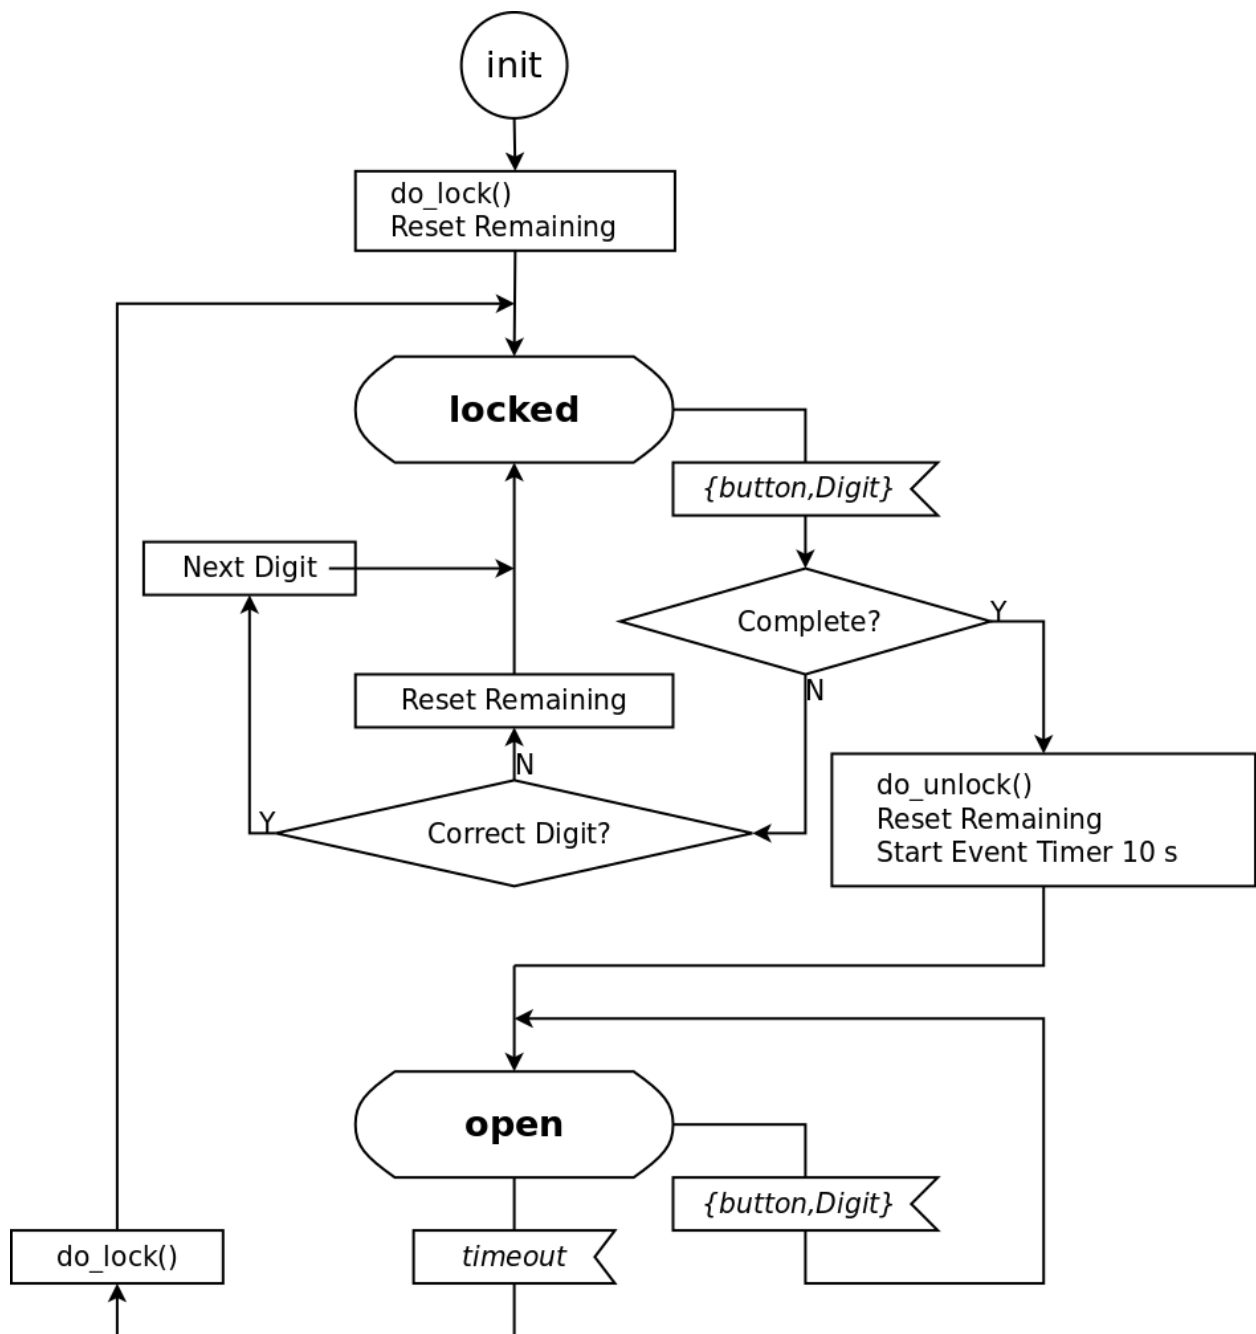 init
do_lock()
Reset Remaining
locked
{button,Digit}
Next Digit
Complete?
Y
N
Reset Remaining
N
Y
Correct Digit?
do_unlock()
Reset Remaining
Start Event Timer 10 s
open
{button,Digit}
do_lock()
timeout